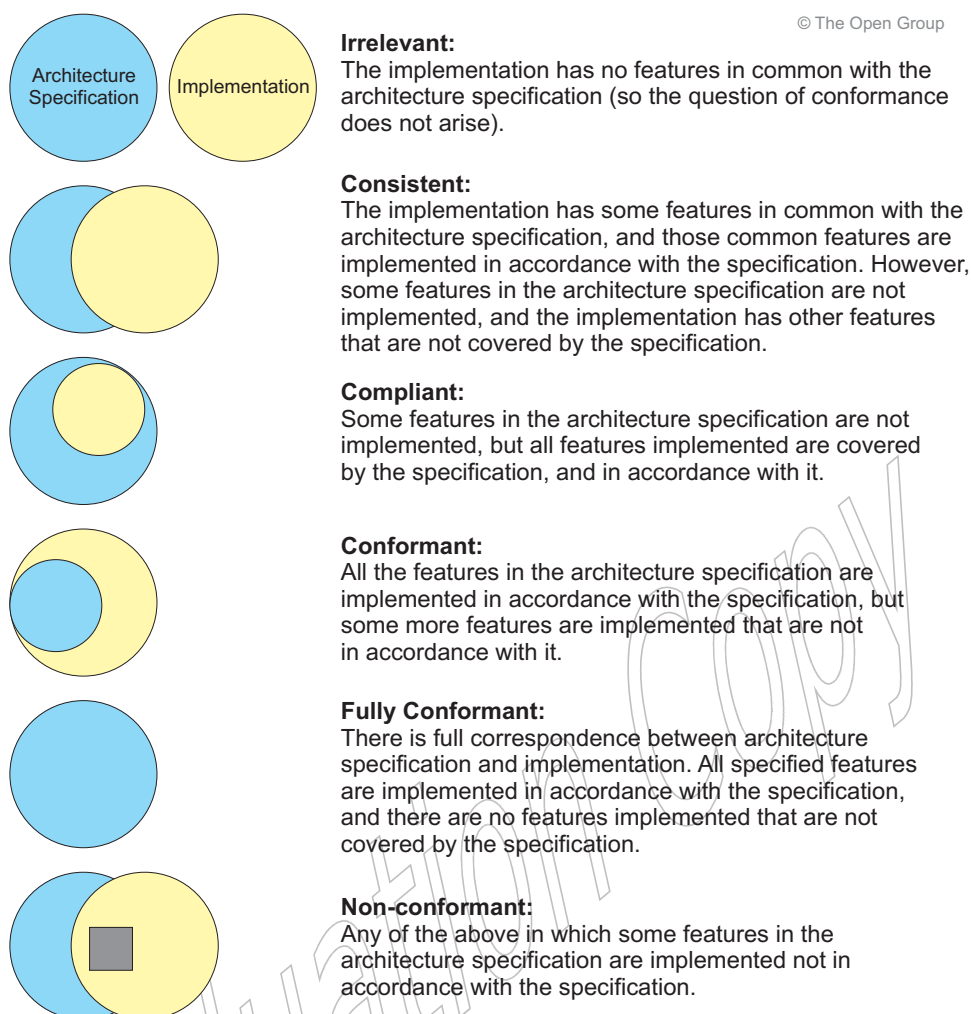 © The Open Group
Architecture
Specification
Implementation
Irrelevant:
The implementation has no features in common with the
architecture specification (so the question of conformance
does not arise).
Consistent:
The implementation has some features in common with the
architecture specification, and those common features are
implemented in accordance with the specification. However,
some features in the architecture specification are not
implemented, and the implementation has other features
that are not covered by the specification.
Compliant:
Some features in the architecture specification are not
implemented, but all features implemented are covered
by the specification, and in accordance with it.
Conformant:
All the features in the architecture specification are
implemented in accordance with the specification, but
some more features are implemented that are not
in accordance with it.
Fully Conformant:
There is full correspondence between architecture
specification and implementation. All specified features
are implemented in accordance with the specification,
and there are no features implemented that are not
covered by the specification.
Non-conformant:
Any of the above in which some features in the
architecture specification are implemented not in
accordance with the specification.
Copy